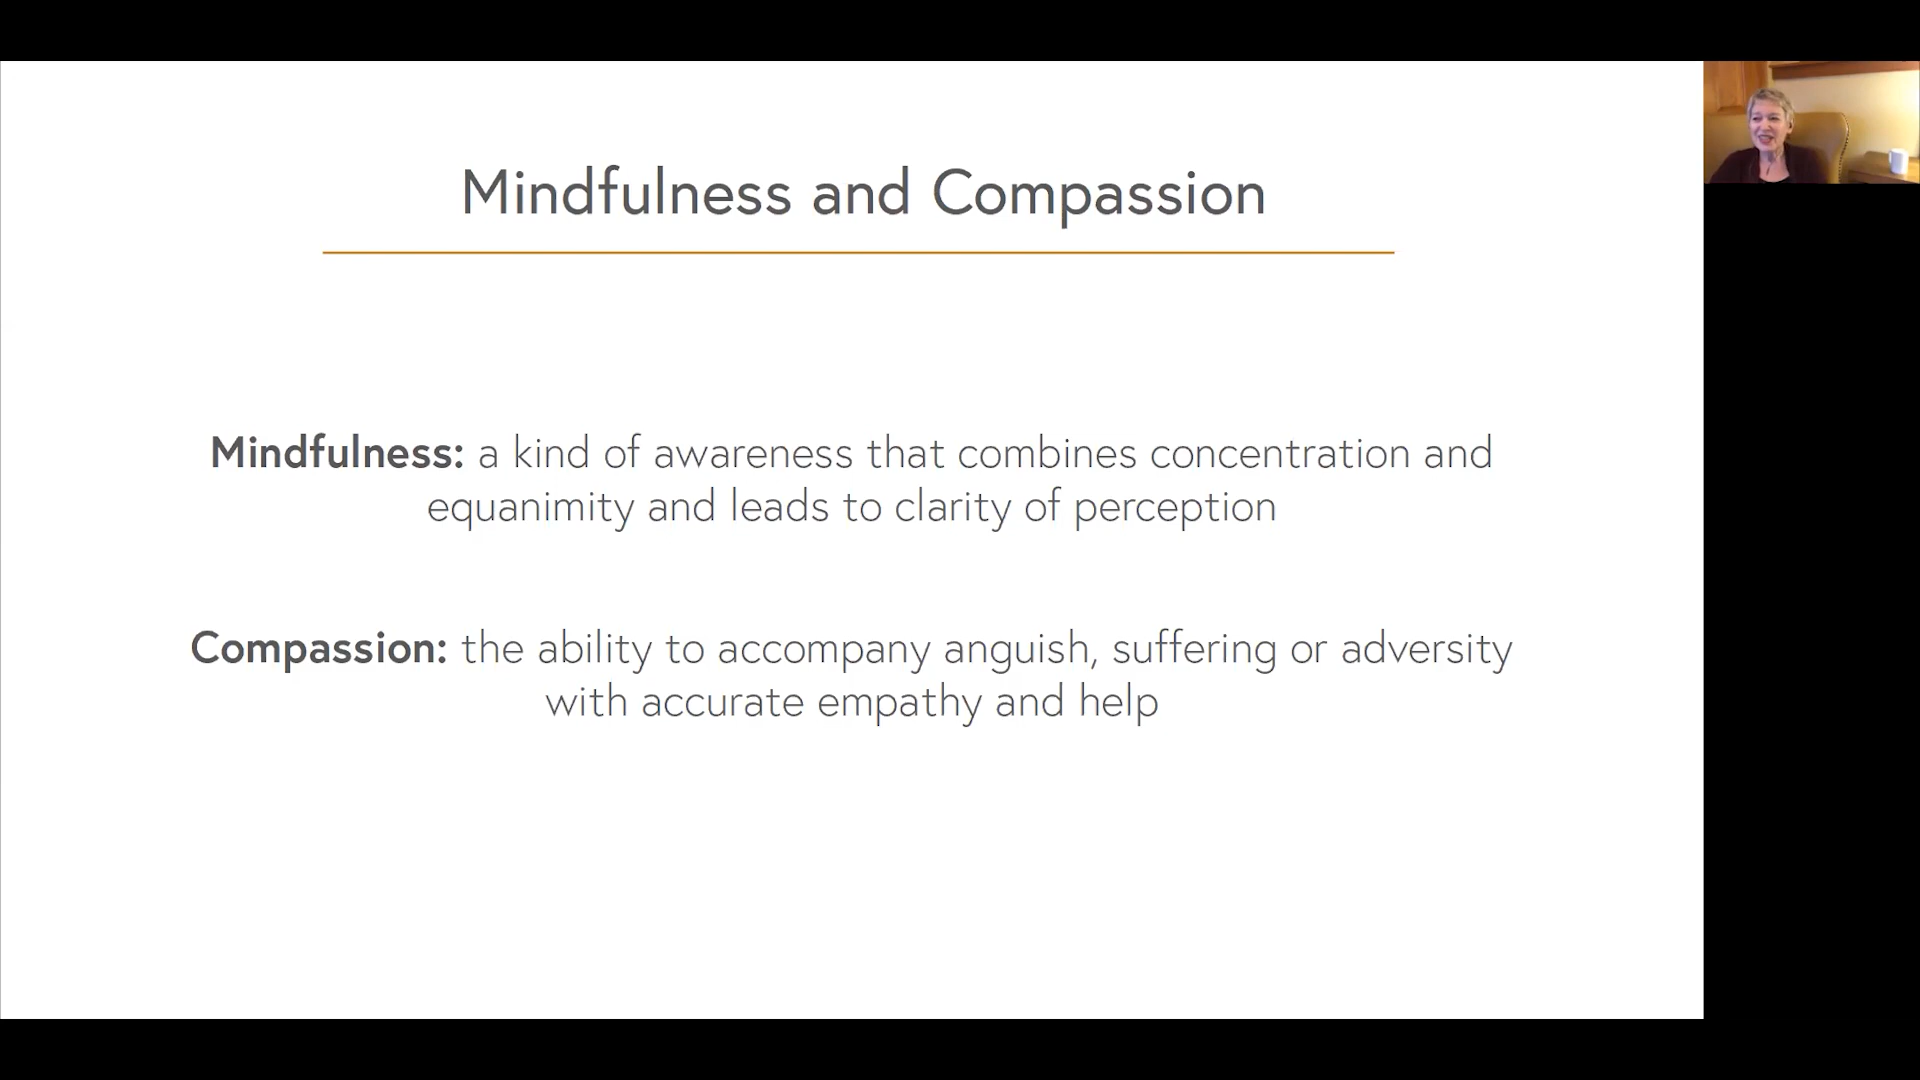 Mindfulness and Compassion
Mindfulness: a kind of awareness that combines concentration and
equanimity and leads to clarity of perception
Compassion: the ability to accompany anguish, suffering or adversity
with accurate empathy and help